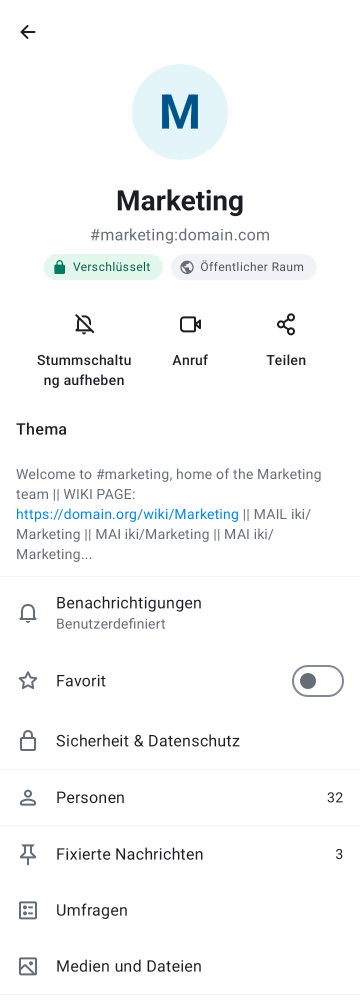 M
Marketing
#marketing:domain.com
Verschlüsselt
Öffentlicher Raum
Stummschaltu
ng aufheben
Anruf
Teilen
Thema
Welcome to #marketing, home of the Marketing
team || WIKI PAGE:
https://domain.org/wiki/Marketing || MAIL iki/
Marketing || MAI iki/Marketing || MAI iki/
Marketing...
Benachrichtigungen
Benutzerdefiniert
Favorit
Sicherheit & Datenschutz
Personen 32
Fixierte Nachrichten 3
Umfragen
Medien und Dateien